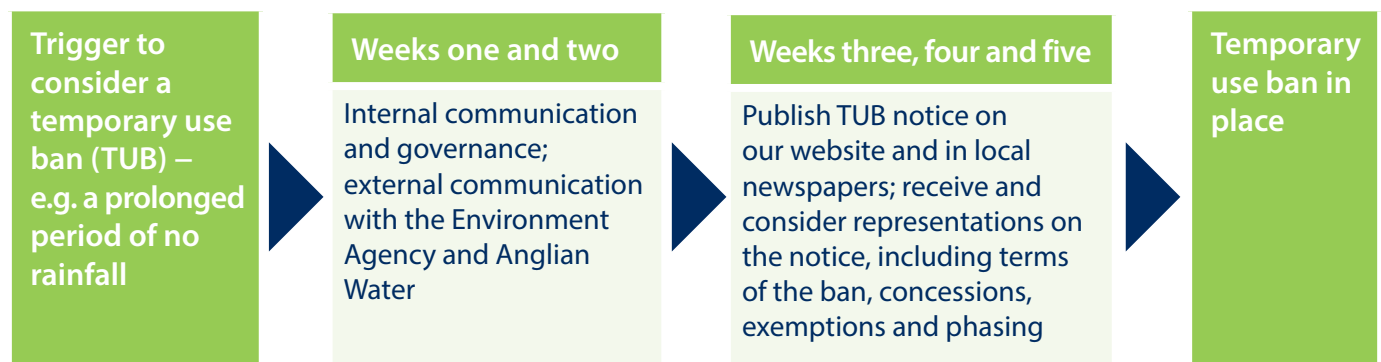 Trigger to
consider a
temporary use
ban (TUB) –
e.g. a prolonged
period of no
rainfall
Weeks one and two
Internal communication
and governance;
external communication
with the Environment
Agency and Anglian
Water
Weeks three, four and five
Publish TUB notice on
our website and in local
newspapers; receive and
consider representations on
the notice, including terms
of the ban, concessions,
exemptions and phasing
Temporary
use ban in
place